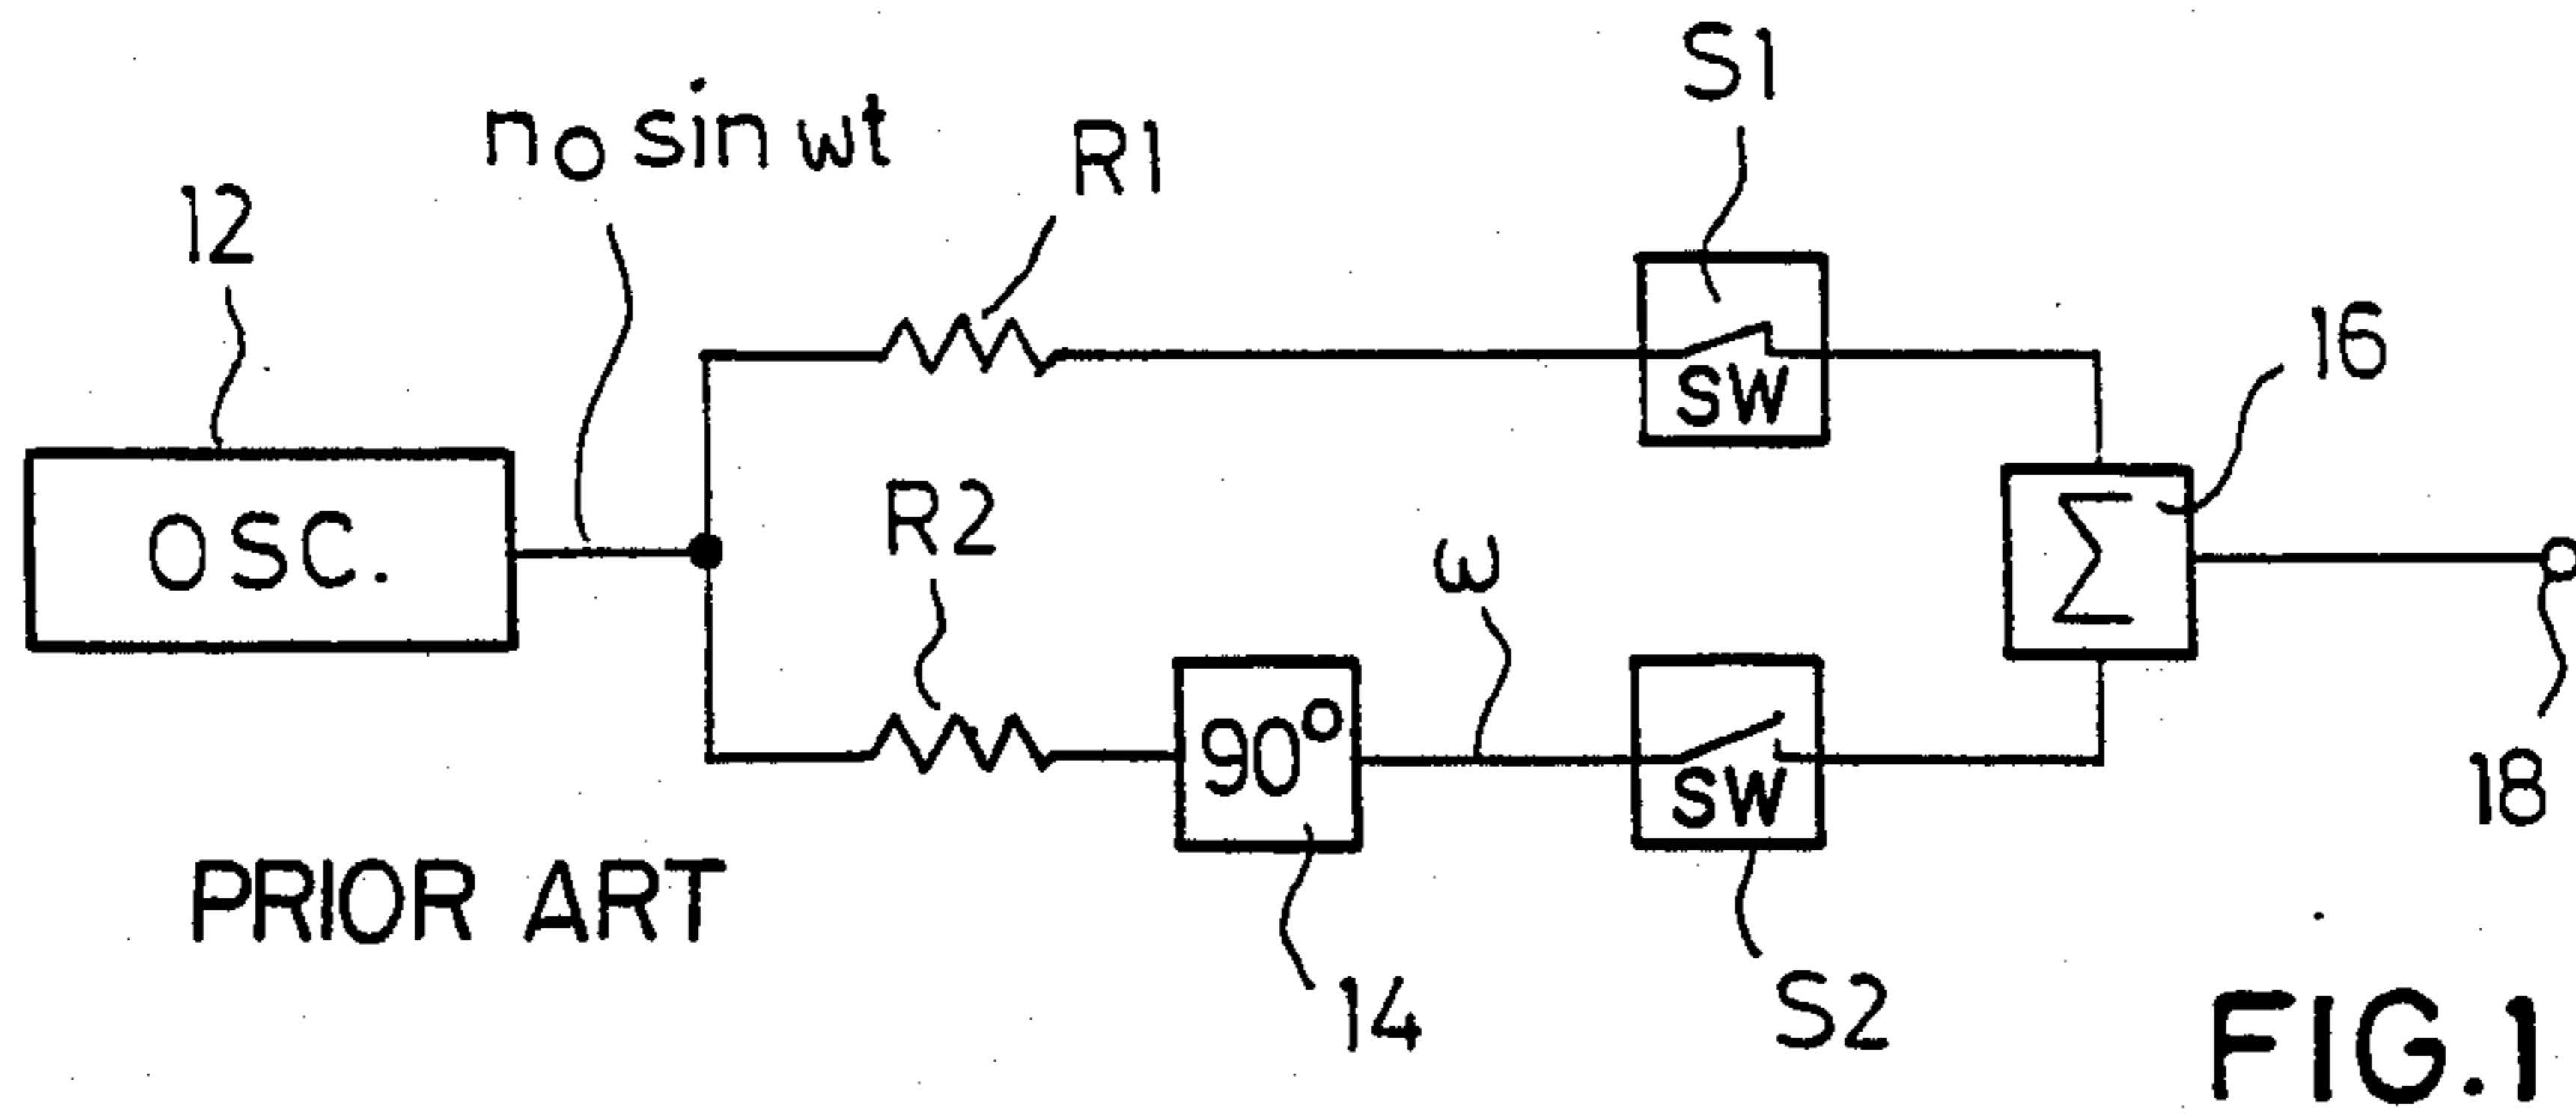 S1
n₀ sin wt
R1
12
SW
16
OSC.
R2
ω
Σ
90°
SW
18
PRIOR ART
14
S2
FIG.1